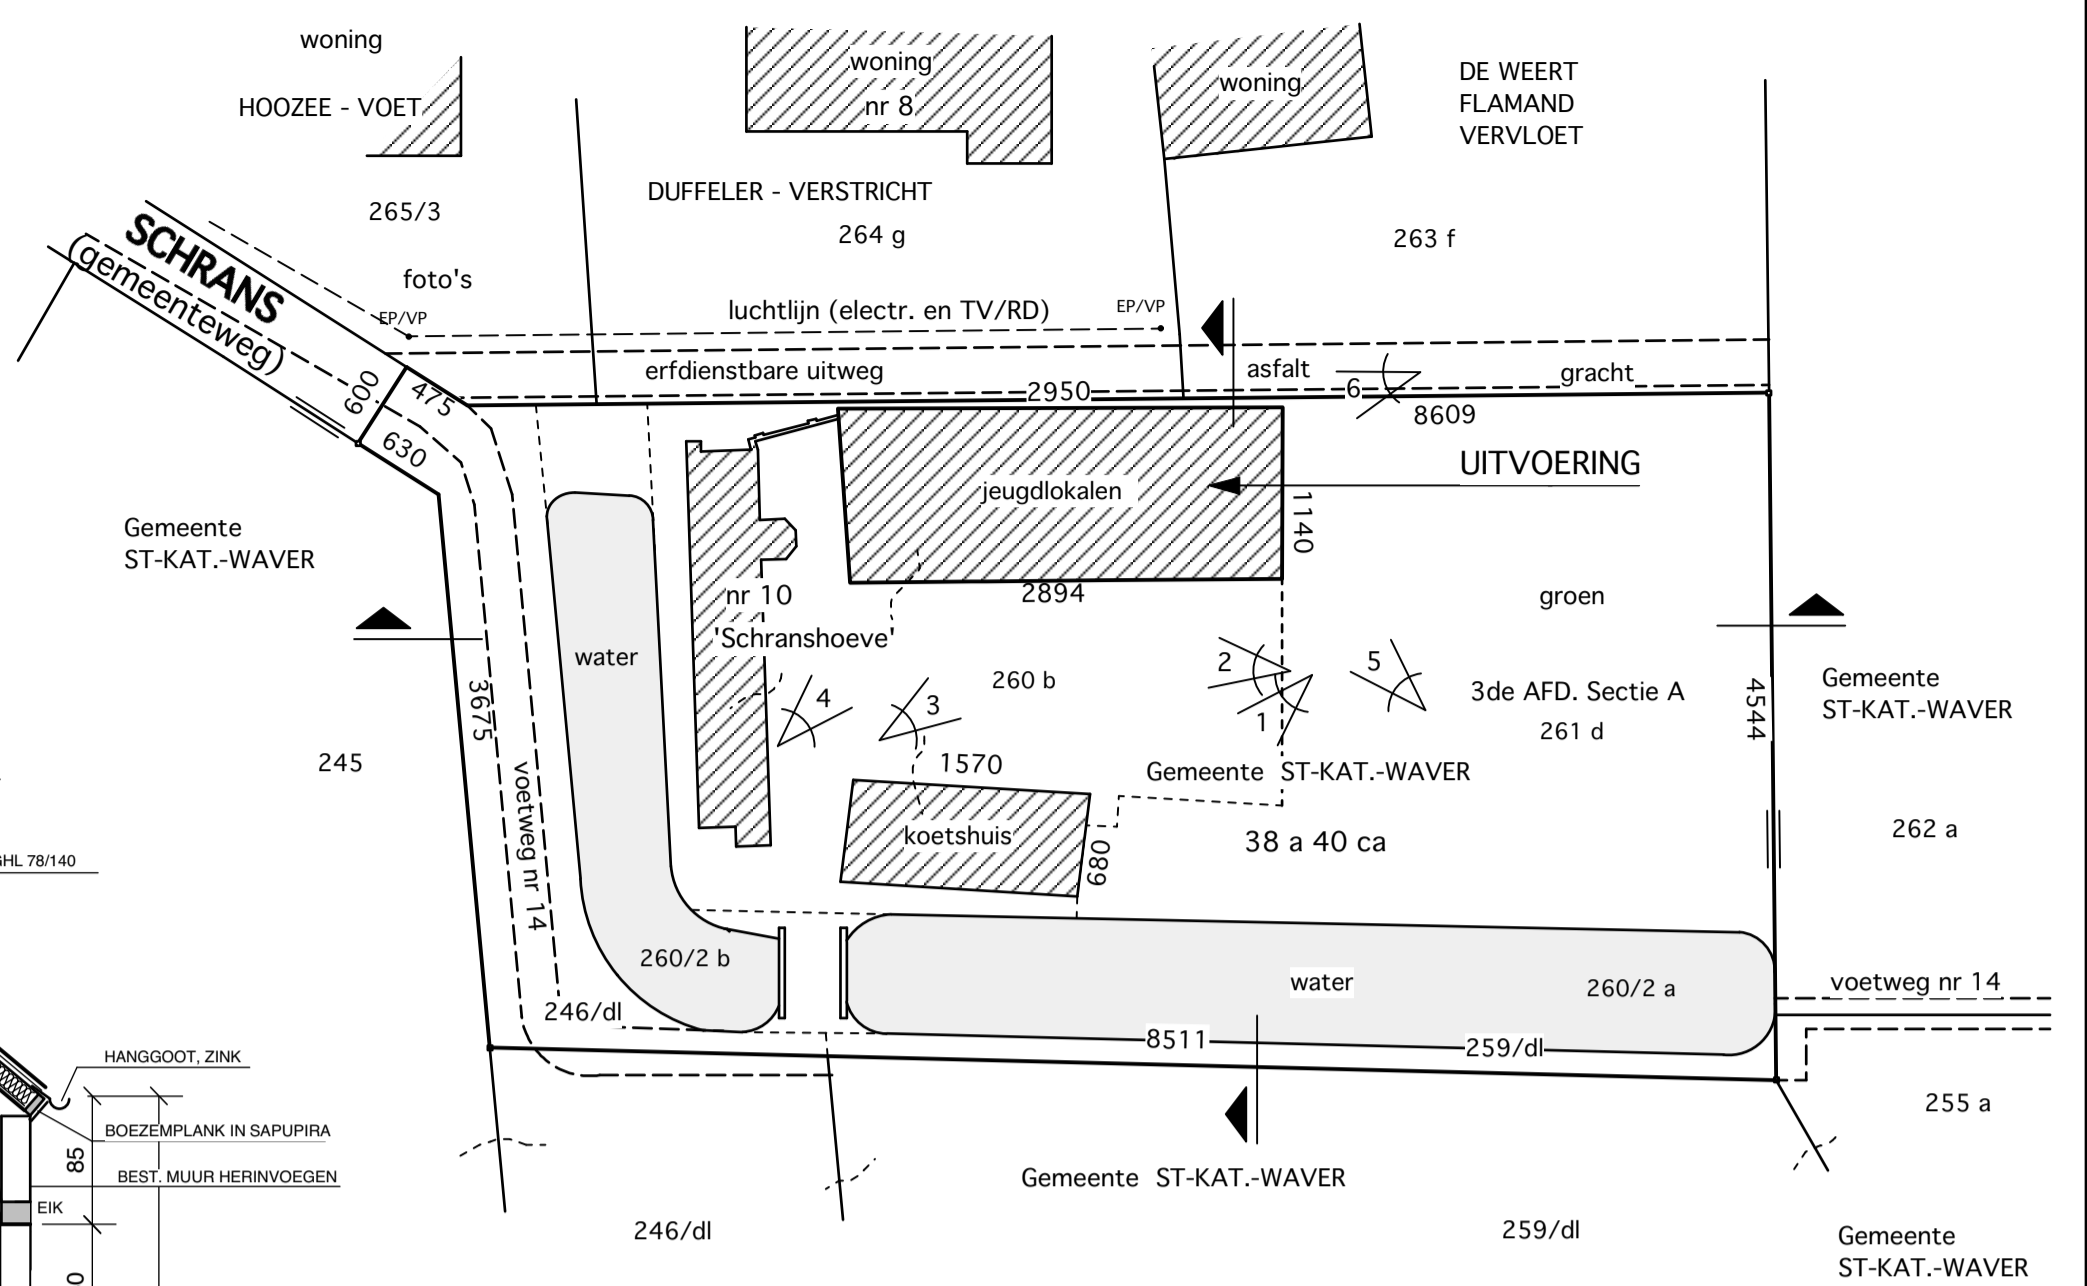 woning
HOOZEE - VOET
265/3
foto's
SCHRANS
(gemeenteweg)
EP/VP
woning
nr 8
DUFFELER - VERSTRICHT
264 g
luchtlijn (electr. en TV/RD)
EP/VP
woning
DE WEERT
FLAMAND
VERVLOET
263 f
erfdienstbare uitweg
asfalt
gracht
600
475
630
2950
6
8609
UITVOERING
jeugdlokalen
1140
2894
Gemeente
ST-KAT.-WAVER
nr 10
'Schranshoeve'
water
groen
260 b
2
1
5
4
3
3de AFD. Sectie A
261 d
4544
Gemeente
ST-KAT.-WAVER
3675
245
voetweg nr 14
1570
Gemeente ST-KAT.-WAVER
koetshuis
680
38 a 40 ca
262 a
GHL 78/140
260/2 b
246/dl
water
260/2 a
voetweg nr 14
8511
259/dl
255 a
HANGGOOT, ZINK
BOEZEMPLANK IN SAPUPIRA
85
BEST. MUUR HERINVOEGEN
EIK
Gemeente ST-KAT.-WAVER
246/dl
259/dl
Gemeente
ST-KAT.-WAVER